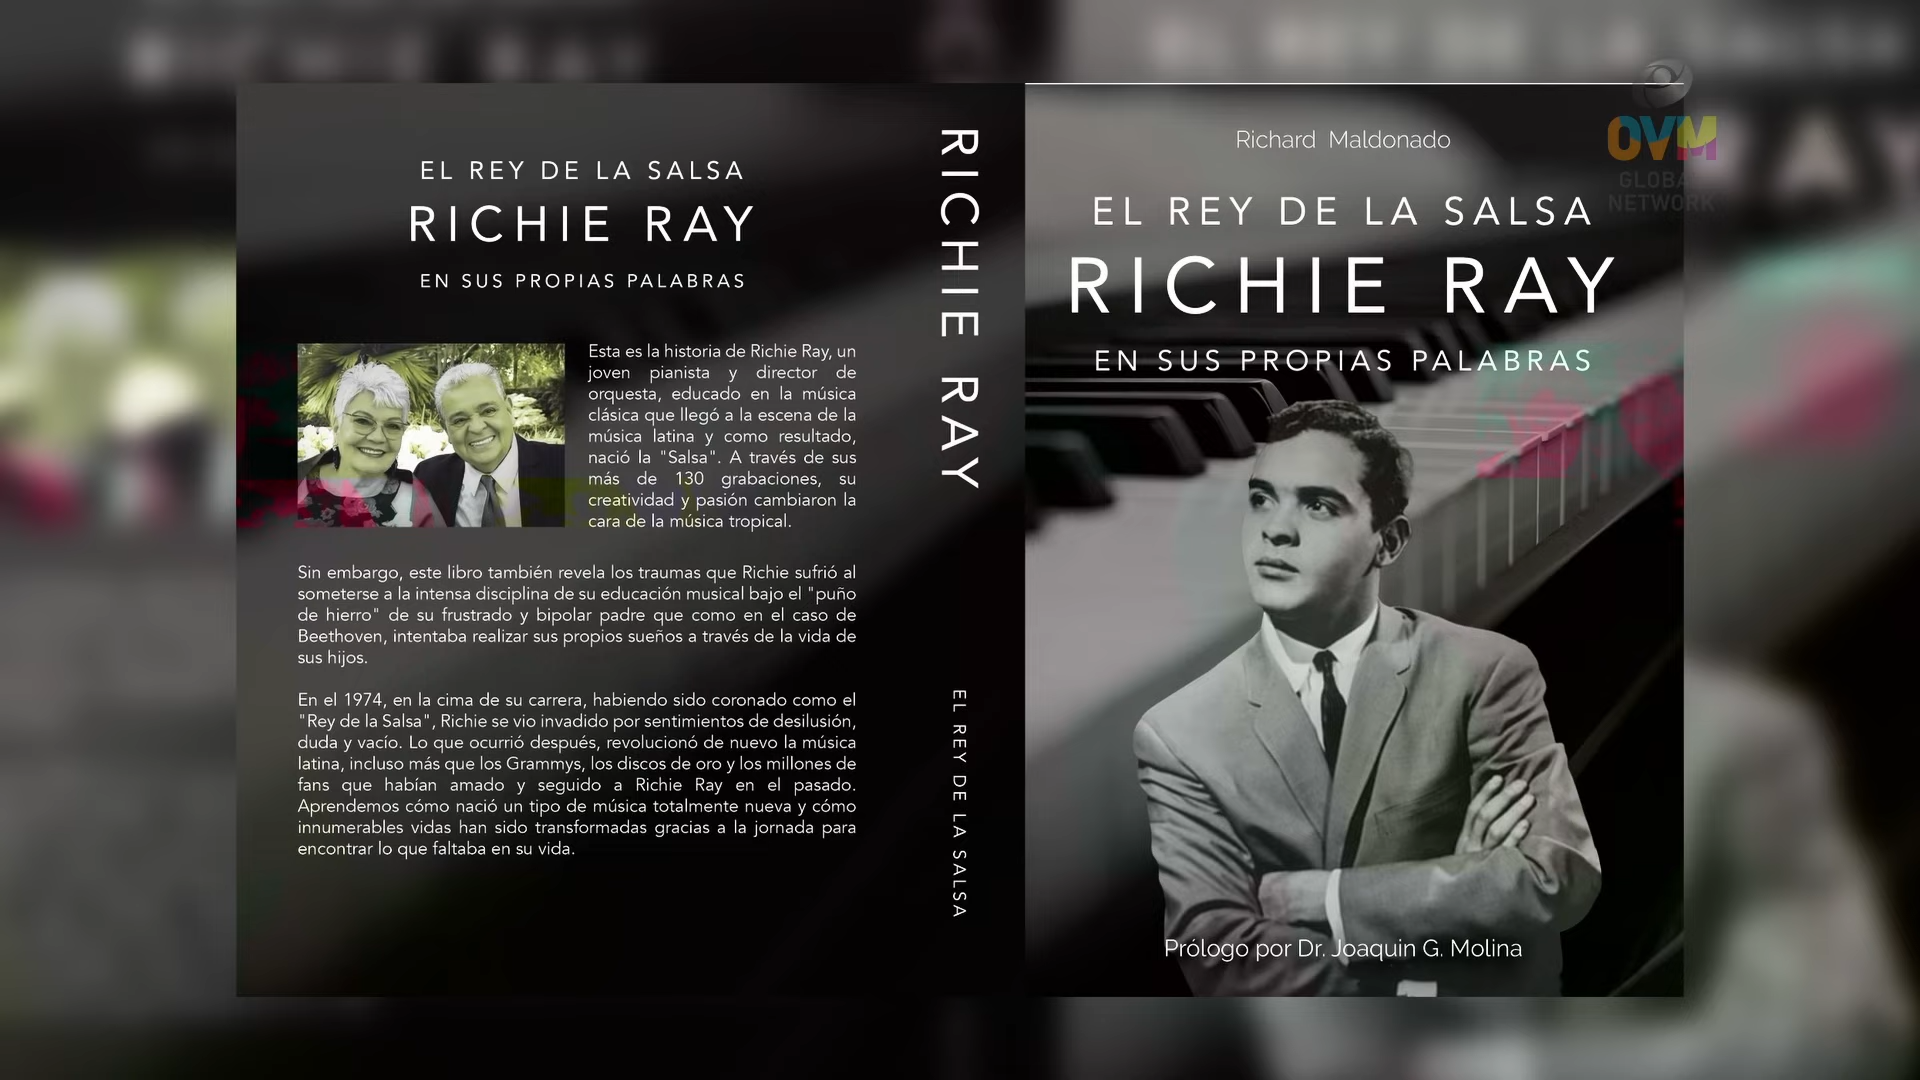 EL REY DE LA SALSA
RICHIE RAY
EN SUS PROPIAS PALABRAS
Esta es la historia de Richie Ray, un
joven pianista y director de
orquesta, educado en la música
clásica que llegó a la escena de la
música latina y como resultado,
nació la "Salsa". A través de sus
más de 130 grabaciones, su
creatividad y pasión cambiaron la
cara de la música tropical.
Sin embargo, este libro también revela los traumas que Richie sufrió al
someterse a la intensa disciplina de su educación musical bajo el "puño
de hierro" de su frustrado y bipolar padre que como en el caso de
Beethoven, intentaba realizar sus propios sueños a través de la vida de
sus hijos.
En el 1974, en la cima de su carrera, habiendo sido coronado como el
"Rey de la Salsa", Richie se vio invadido por sentimientos de desilusión,
duda y vacío. Lo que ocurrió después, revolucionó de nuevo la música
latina, incluso más que los Grammys, los discos de oro y los millones de
fans que habían amado y seguido a Richie Ray en el pasado.
Aprendemos cómo nació un tipo de música totalmente nueva y cómo
innumerables vidas han sido transformadas gracias a la jornada para
encontrar lo que faltaba en su vida.
RICHIE RAY
EL REY DE LA SALSA
Richard Maldonado
EL REY DE LA SALSA
RICHIE RAY
EN SUS PROPIAS PALABRAS
Prólogo por Dr. Joaquin G. Molina
OVM
GLOBAL
NETWORK